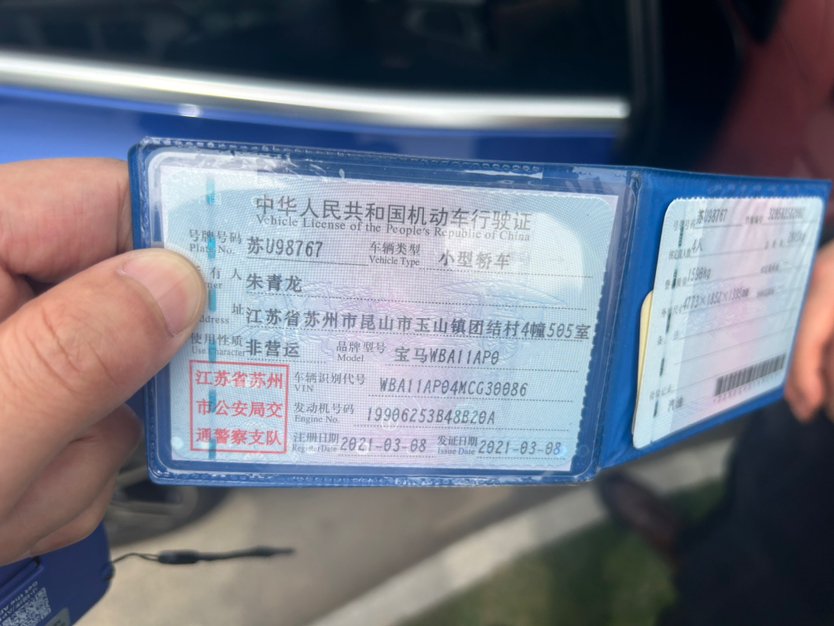 中华人民共和国机动车行驶证
Vehicle License of the People's Republic of China
号牌号码 苏U98767 车辆类型 小型轿车
Plate No. Vehicle Type
有人 朱青龙
址 江苏省苏州市昆山市玉山镇团结村4幢505室
Address
使用性质 非营运 品牌型号 宝马WBA11AP0
Use Character Model
江苏省苏州
市公安局交
通警察支队
车辆识别代号 WBA11AP04MCG30086
VIN
发动机号码 19906253B48B20A
Engine No.
注册日期 2021-03-08 发证日期 2021-03-08
Register Date Issue Date
苏U98767
4人